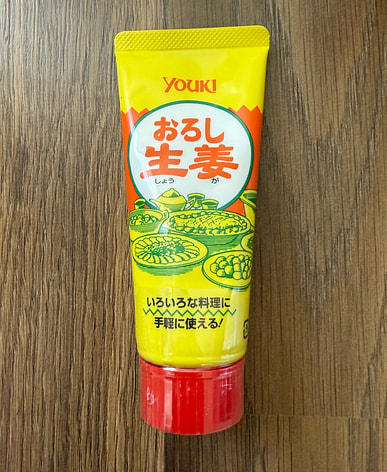 YOUKI
おろし
生姜
しょう が
いろいろな料理に
手軽に使える!